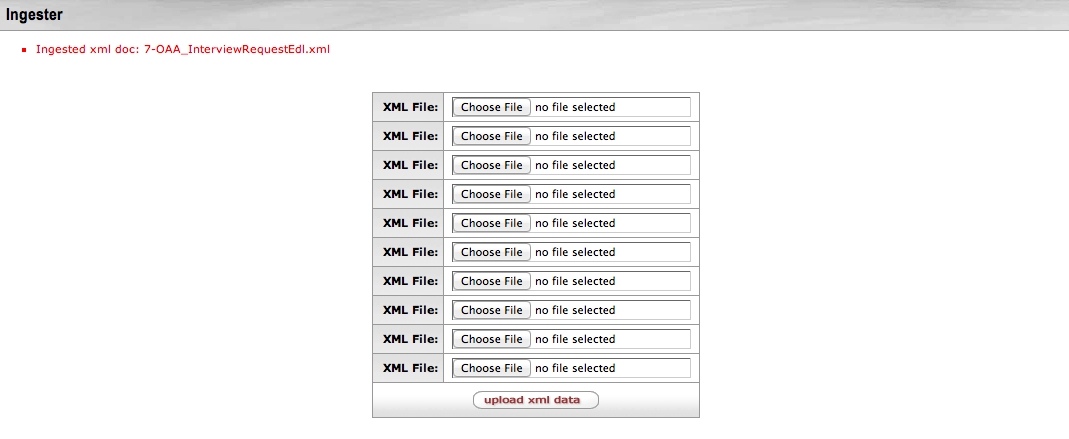 Ingester
Ingested xml doc: 7-OAA_InterviewRequestEdl.xml
XML File: Choose File no file selected
XML File: Choose File no file selected
XML File: Choose File no file selected
XML File: Choose File no file selected
XML File: Choose File no file selected
XML File: Choose File no file selected
XML File: Choose File no file selected
XML File: Choose File no file selected
XML File: Choose File no file selected
XML File: Choose File no file selected
upload xml data